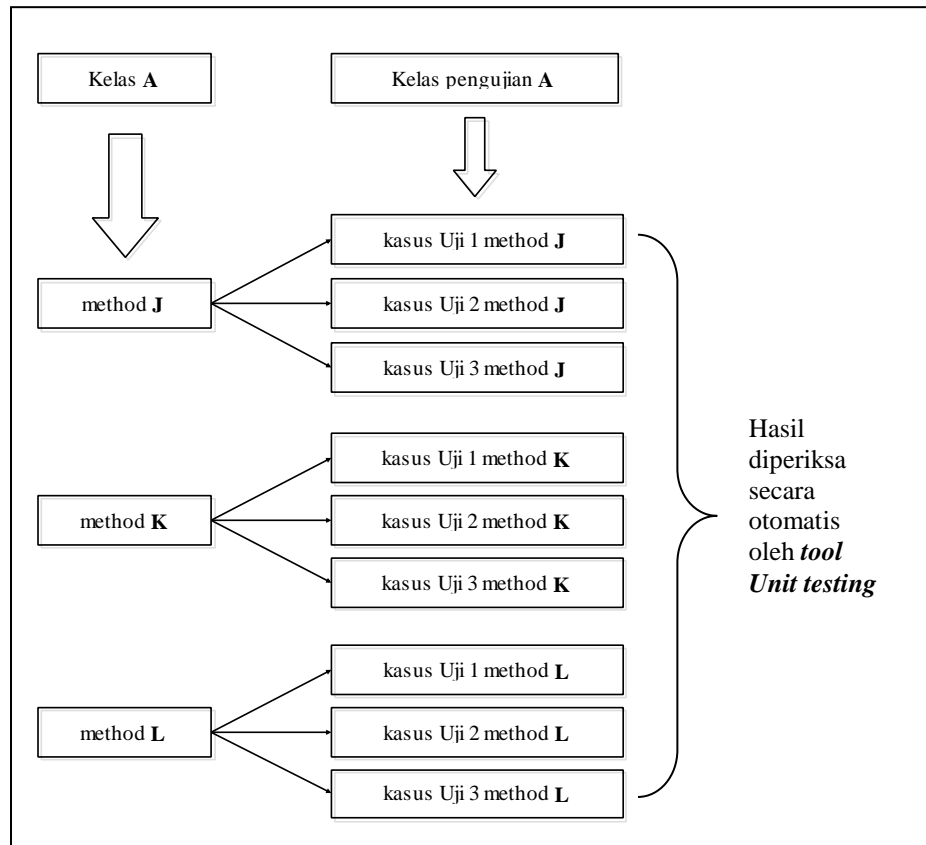 Kelas A
Kelas pengujian A
kasus Uji 1 method J
method J
kasus Uji 2 method J
kasus Uji 3 method J
kasus Uji 1 method K
method K
kasus Uji 2 method K
kasus Uji 3 method K
kasus Uji 1 method L
method L
kasus Uji 2 method L
kasus Uji 3 method L
Hasil
diperiksa
secara
otomatis
oleh tool
Unit testing